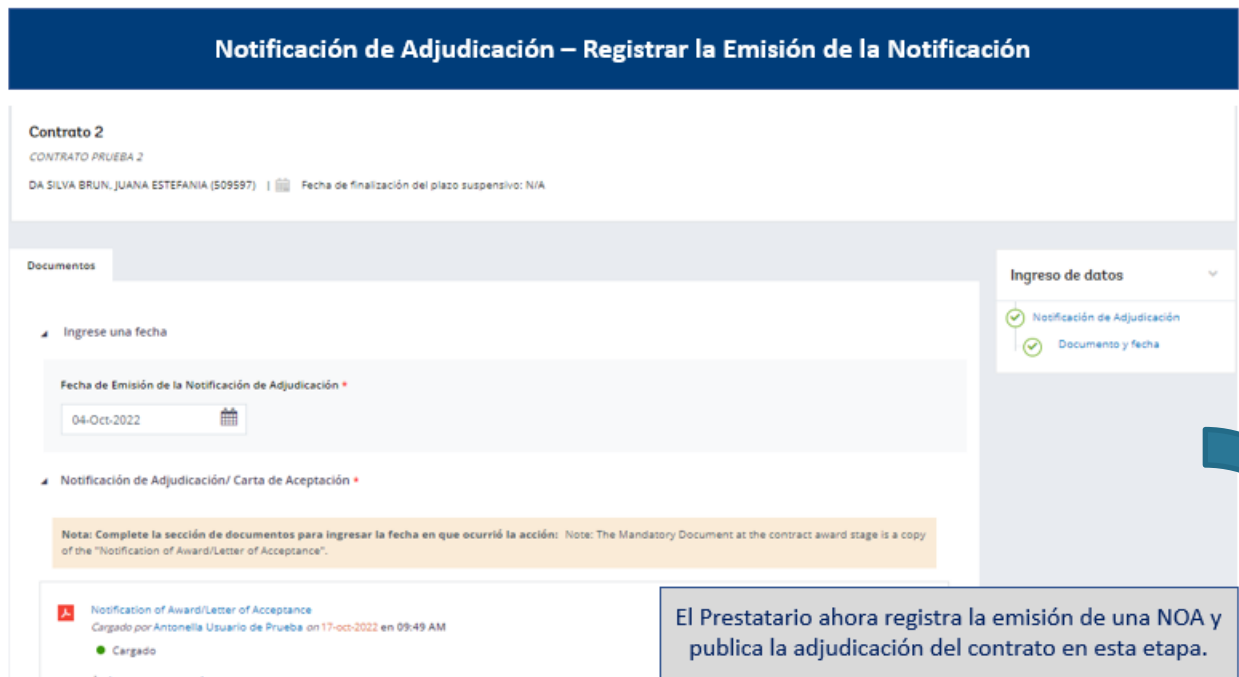 Notificación de Adjudicación – Registrar la Emisión de la Notificación
Contrato 2
CONTRATO PRUEBA 2
DA SILVA BRUN, JUANA ESTEFANIA (509597) | Fecha de finalización del plazo suspensivo: N/A
Documentos
Ingrese una fecha
Fecha de Emisión de la Notificación de Adjudicación *
04-Oct-2022
Notificación de Adjudicación/ Carta de Aceptación *
Nota: Complete la sección de documentos para ingresar la fecha en que ocurrió la acción: Note: The Mandatory Document at the contract award stage is a copy
of the "Notification of Award/Letter of Acceptance".
Notification of Award/Letter of Acceptance
Cargado por Antonella Usuario de Prueba on 17-oct-2022 en 09:49 AM
Cargado
Ingreso de datos
Notificación de Adjudicación
Documento y fecha
El Prestatario ahora registra la emisión de una NOA y
publica la adjudicación del contrato en esta etapa.